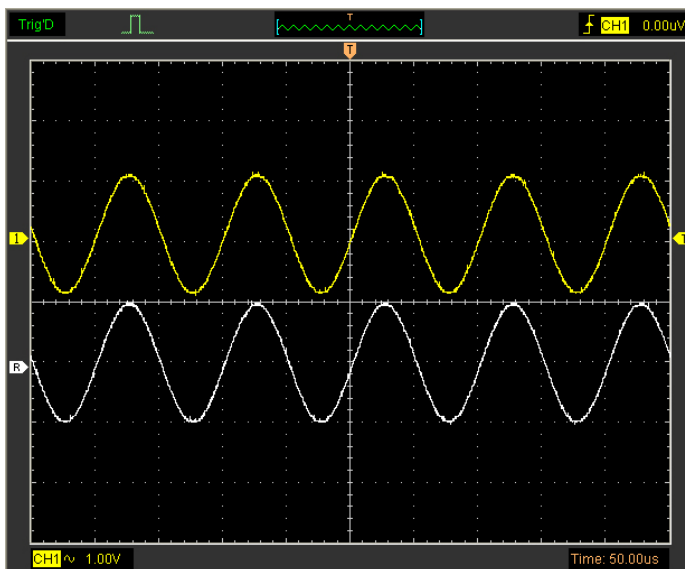 Trig'D
T
CH1 0.00uV
T
1
T
R
CH1 ~ 1.00V
Time: 50.00us